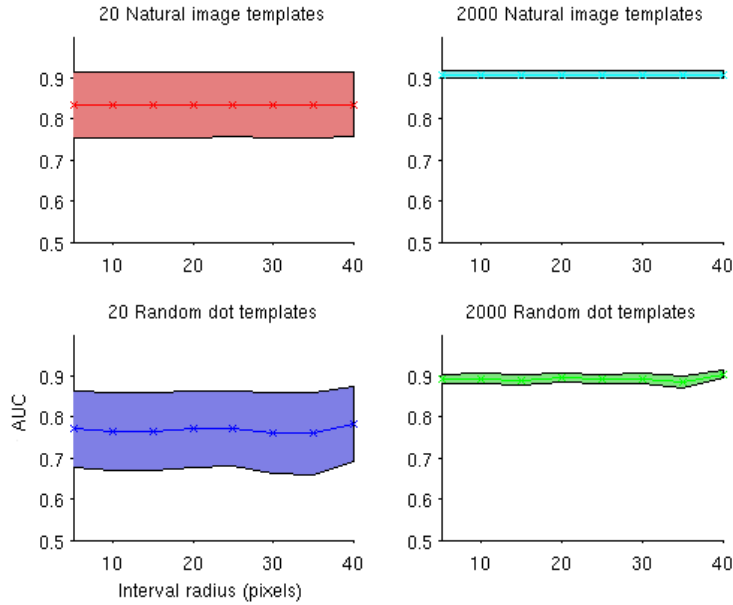 20 Natural image templates
0.9
0.8
0.7
0.6
0.5
10 20 30 40
2000 Natural image templates
0.9
0.8
0.7
0.6
0.5
10 20 30 40
20 Random dot templates
AUC
0.9
0.8
0.7
0.6
0.5
10 20 30 40
Interval radius (pixels)
2000 Random dot templates
0.9
0.8
0.7
0.6
0.5
10 20 30 40